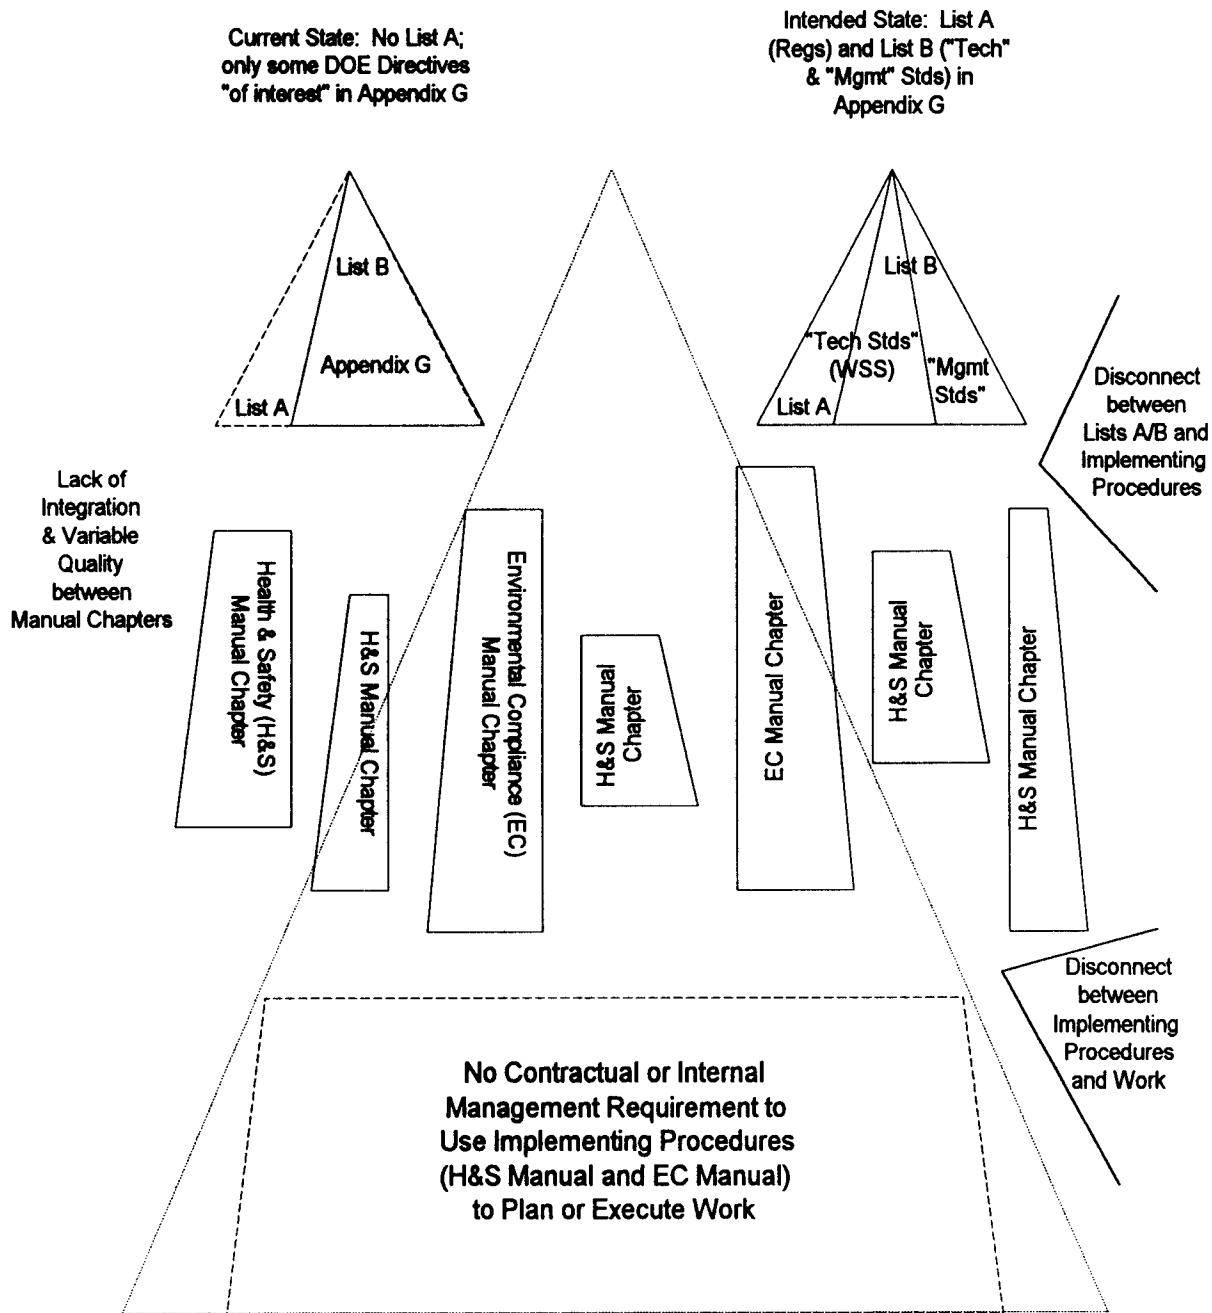 Current State: No List A;
only some DOE Directives
"of interest" in Appendix G
Intended State: List A
(Regs) and List B ("Tech"
& "Mgmt" Stds) in
Appendix G
List B
Appendix G
List A
List B
"Tech Stds"
(WSS)
"Mgmt
Stds"
List A
Disconnect
between
Lists A/B and
Implementing
Procedures
Lack of
Integration
& Variable
Quality
between
Manual Chapters
Health & Safety (H&S)
Manual Chapter
H&S Manual Chapter
Environmental Compliance (EC)
Manual Chapter
H&S Manual
Chapter
EC Manual Chapter
H&S Manual
Chapter
H&S Manual Chapter
Disconnect
between
Implementing
Procedures
and Work
No Contractual or Internal
Management Requirement to
Use Implementing Procedures
(H&S Manual and EC Manual)
to Plan or Execute Work